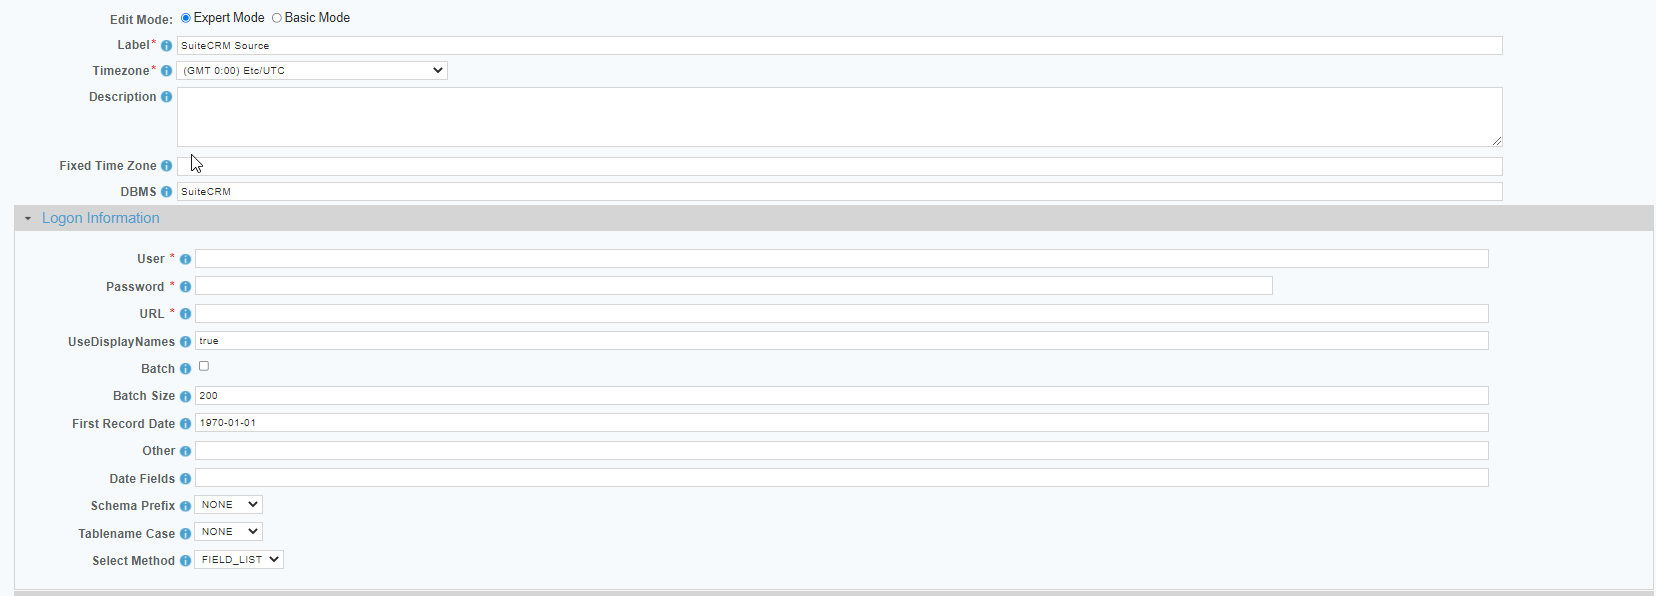 Edit Mode: Expert Mode Basic Mode
Label* SuiteCRM Source
Timezone* (GMT 0:00) Etc/UTC
Description
Fixed Time Zone
DBMS SuiteCRM
Logon Information
User *
Password *
URL *
UseDisplayNames true
Batch
Batch Size 200
First Record Date 1970-01-01
Other
Date Fields
Schema Prefix NONE
Tablename Case NONE
Select Method FIELD_LIST